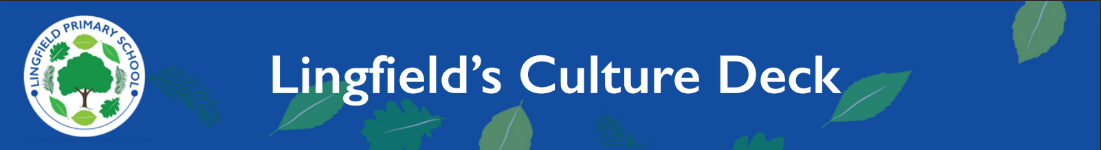 LINGFIELD PRIMARY SCHOOL
Lingfield's Culture Deck